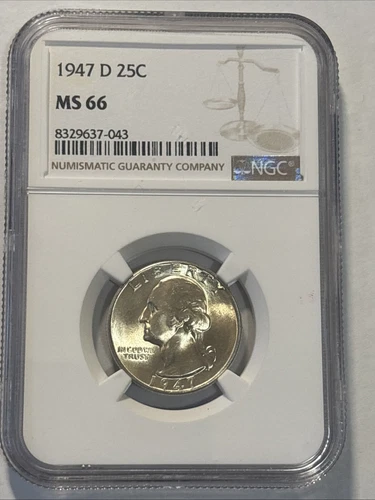 1947 D 25C
MS 66
8329637-043
NUMISMATIC GUARANTY COMPANY
NGC
LIBERTY
IN GOD WE
TRUST
1947